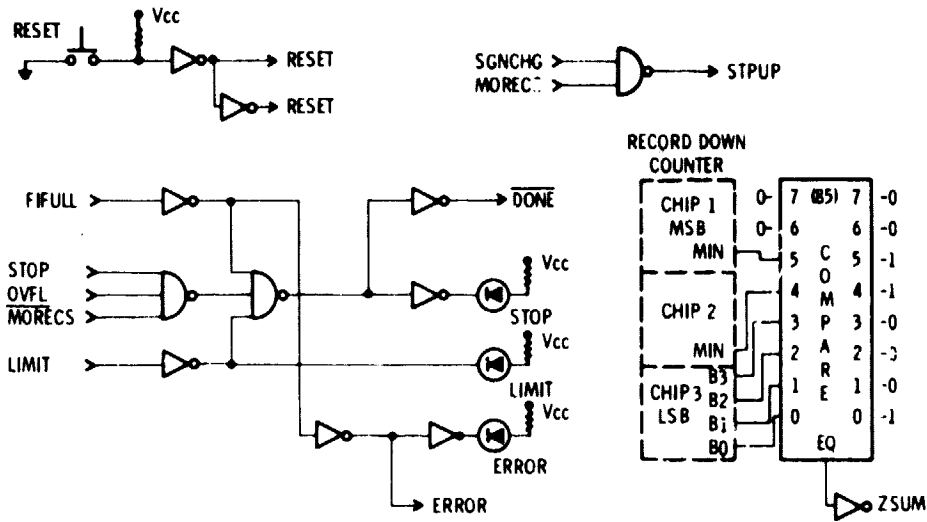 RESET
Vcc
RESET
RESET
SGNCHG
STPUP
FIFULL
DONE
STOP
OVFL
MORECS
LIMIT
Vcc
STOP
Vcc
LIMIT
Vcc
ERROR
ERROR
RECORD DOWN
COUNTER
CHIP 1
MSB
MIN
CHIP 2
MIN
CHIP 3
LSB
B3
B2
B1
B0
0- 7 (85) 7 -0
0- 6 6 -0
5 C 5 -1
4 O 4 -1
3 M 3 -0
2 P 2
1 A 1 -0
0 R 0 -1
E
EQ
ZSUM